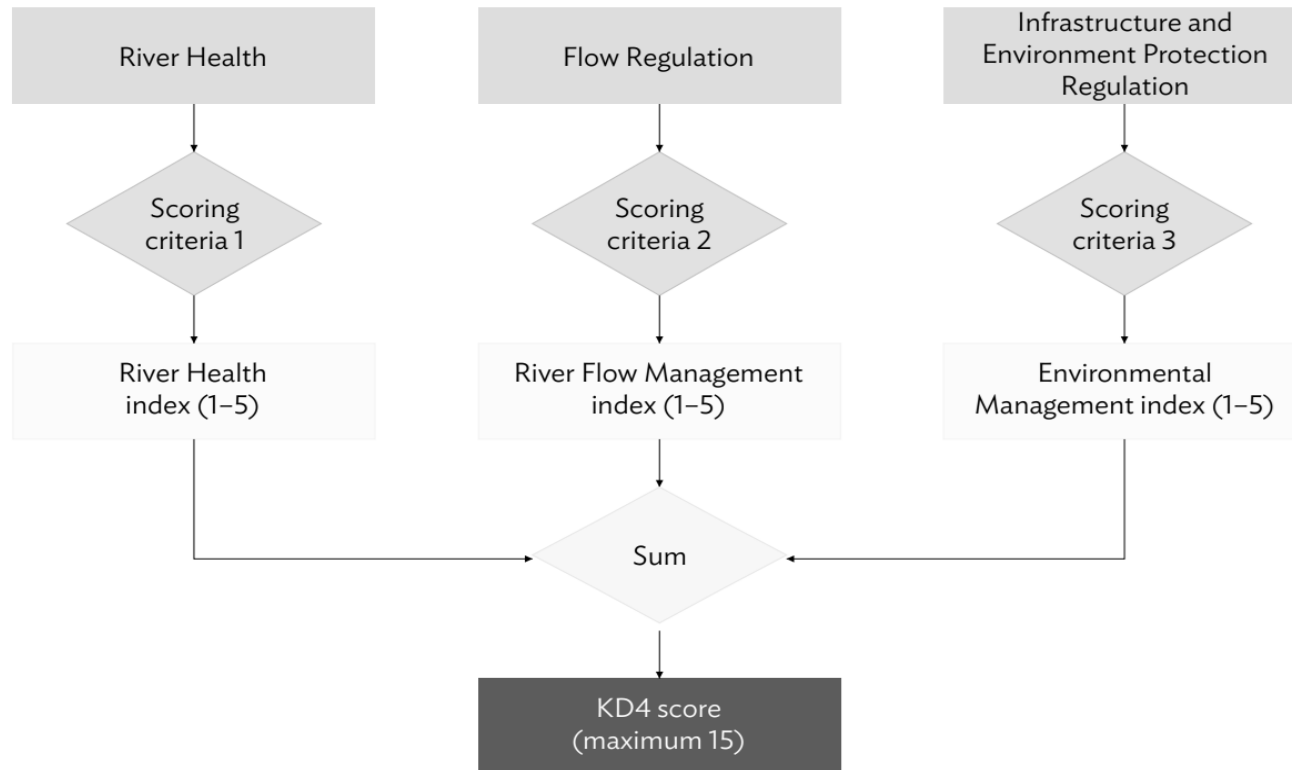 River Health
Flow Regulation
Infrastructure and
Environment Protection
Regulation
Scoring
criteria 1
Scoring
criteria 2
Scoring
criteria 3
River Health
index (1–5)
River Flow Management
index (1–5)
Environmental
Management index (1–5)
Sum
KD4 score
(maximum 15)